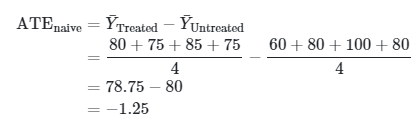 ATE_naive = Ȳ_Treated − Ȳ_Untreated
= (80 + 75 + 85 + 75)/4 − (60 + 80 + 100 + 80)/4
= 78.75 − 80
= −1.25